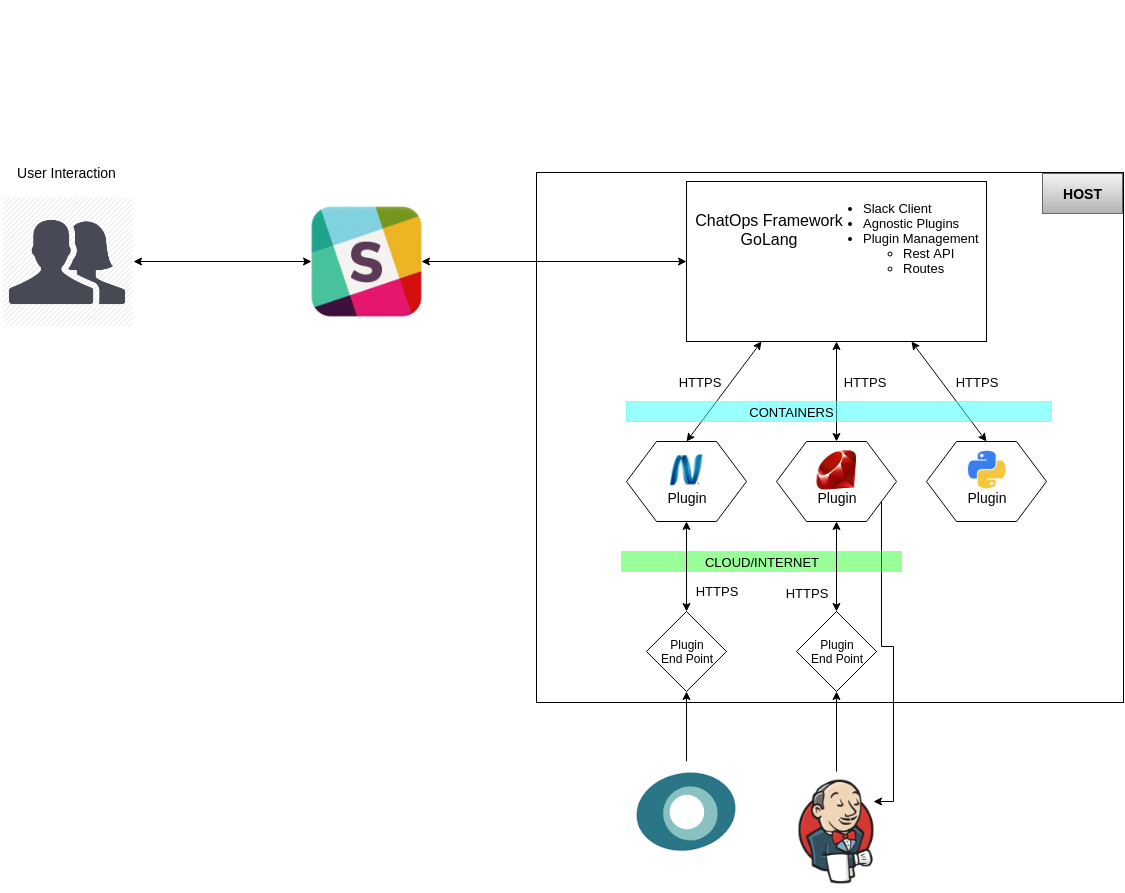 User Interaction
HOST
ChatOps Framework
GoLang
Slack Client
Agnostic Plugins
Plugin Management
Rest API
Routes
S
HTTPS
HTTPS
HTTPS
CONTAINERS
N
Plugin
Plugin
Plugin
CLOUD/INTERNET
HTTPS
HTTPS
Plugin
End Point
Plugin
End Point